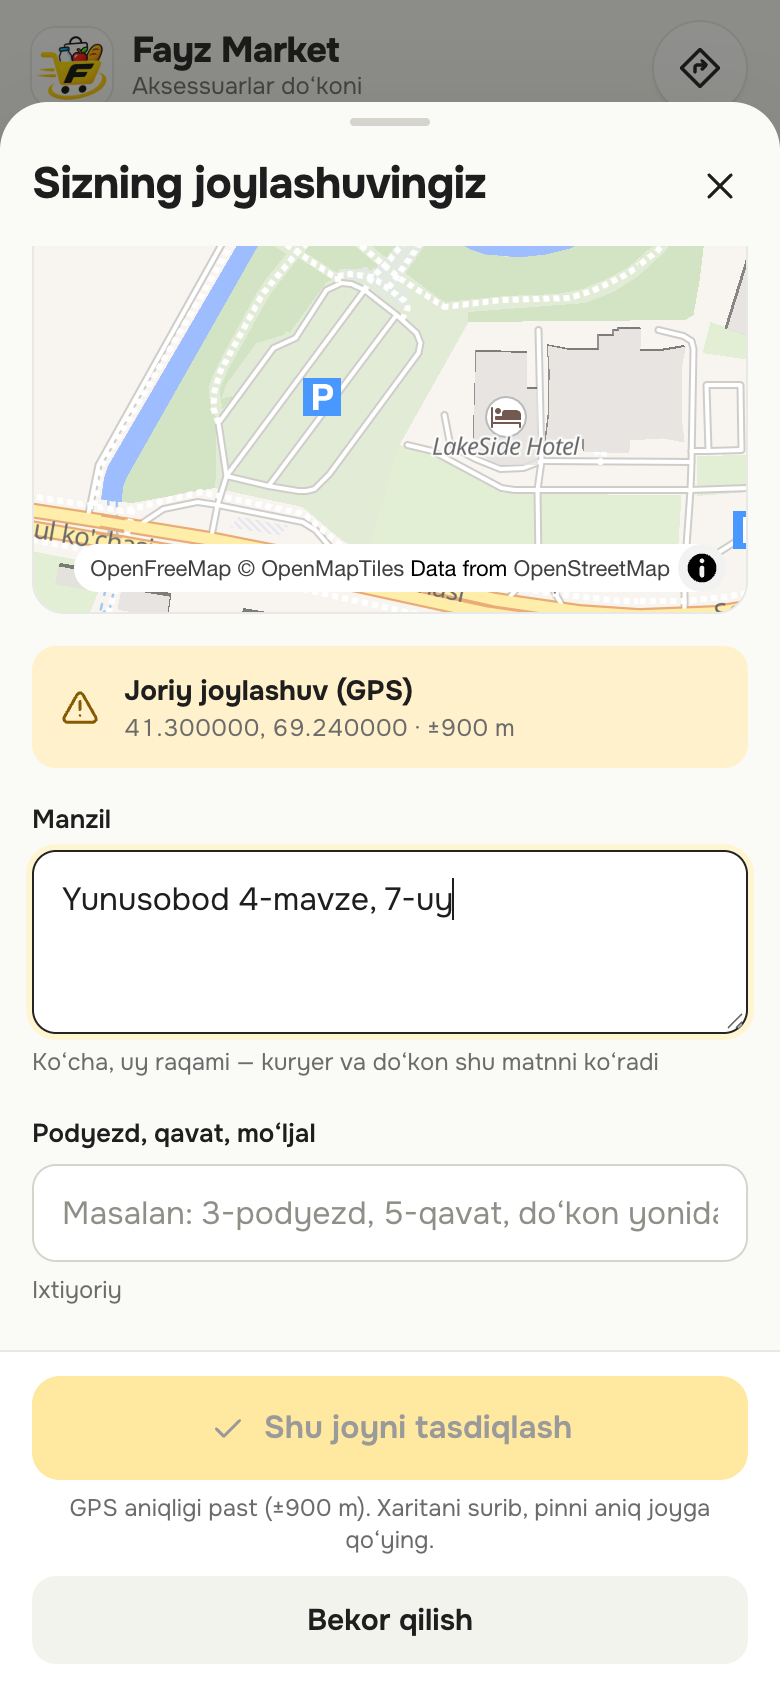 Fayz Market
Aksessuarlar do‘koni
Sizning joylashuvingiz
P
LakeSide Hotel
ul ko'chasi
OpenFreeMap © OpenMapTiles Data from OpenStreetMap
Joriy joylashuv (GPS)
41.300000, 69.240000 · ±900 m
Manzil
Yunusobod 4-mavze, 7-uy
Ko‘cha, uy raqami — kuryer va do‘kon shu matnni ko‘radi
Podyezd, qavat, mo‘ljal
Masalan: 3-podyezd, 5-qavat, do‘kon yonida
Ixtiyoriy
Shu joyni tasdiqlash
GPS aniqligi past (±900 m). Xaritani surib, pinni aniq joyga
qo‘ying.
Bekor qilish